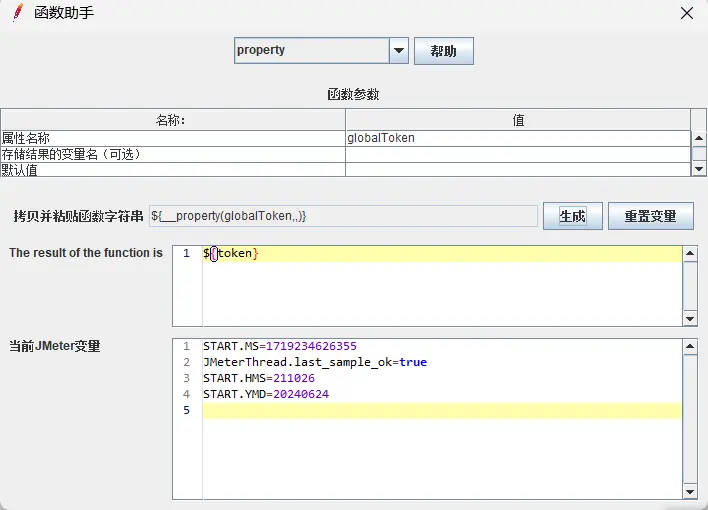 函数助手
property
帮助
函数参数
名称：
值
属性名称
globalToken
存储结果的变量名（可选）
默认值
拷贝并粘贴函数字符串
${__property(globalToken,,)}
生成
重置变量
The result of the function is
1 ${token}
当前JMeter变量
1 START.MS=1719234626355
2 JMeterThread.last_sample_ok=true
3 START.HMS=211026
4 START.YMD=20240624
5